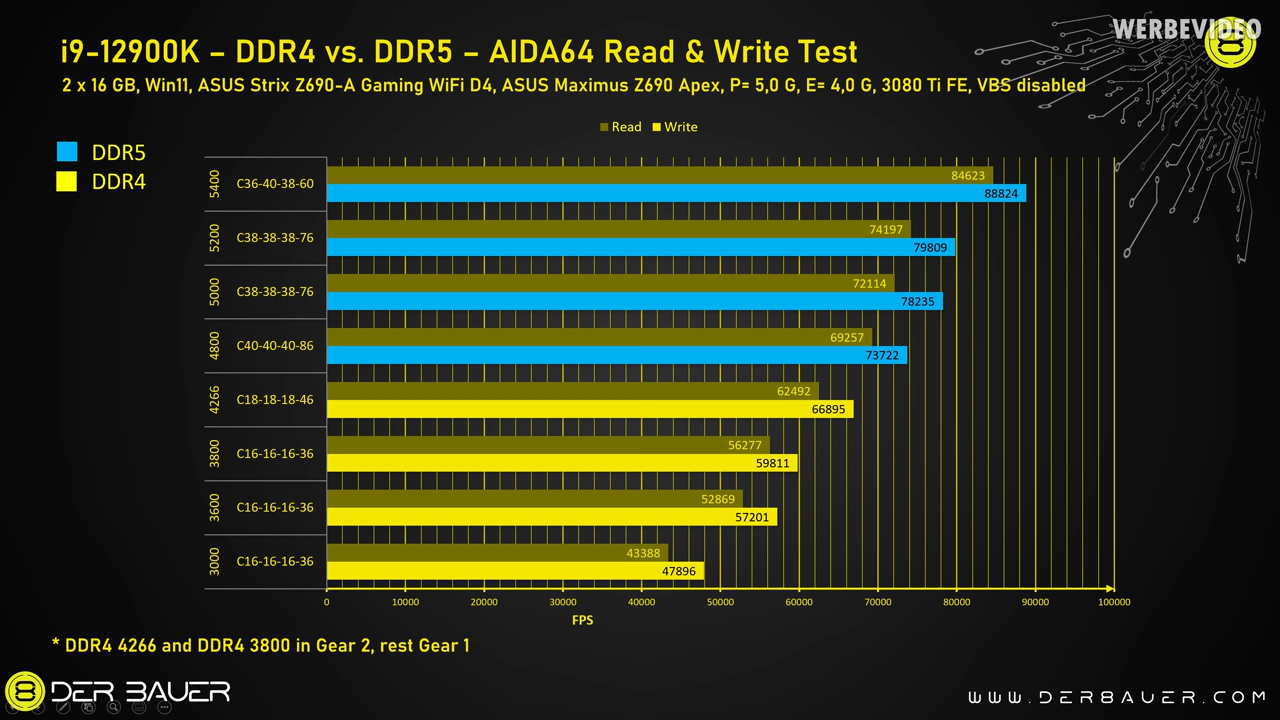 WERBEVIDEO
i9-12900K – DDR4 vs. DDR5 – AIDA64 Read & Write Test
2 x 16 GB, Win11, ASUS Strix Z690-A Gaming WiFi D4, ASUS Maximus Z690 Apex, P= 5,0 G, E= 4,0 G, 3080 Ti FE, VBS disabled
Read Write
DDR5
DDR4
5400 C36-40-38-60 84623 88824
5200 C38-38-38-76 74197 79809
5000 C38-38-38-76 72114 78235
4800 C40-40-40-86 69257 73722
4266 C18-18-18-46 62492 66895
3800 C16-16-16-36 56277 59811
3600 C16-16-16-36 52869 57201
3000 C16-16-16-36 43388 47896
0 10000 20000 30000 40000 50000 60000 70000 80000 90000 100000
FPS
* DDR4 4266 and DDR4 3800 in Gear 2, rest Gear 1
8 DER BAUER
WWW.DER8AUER.COM